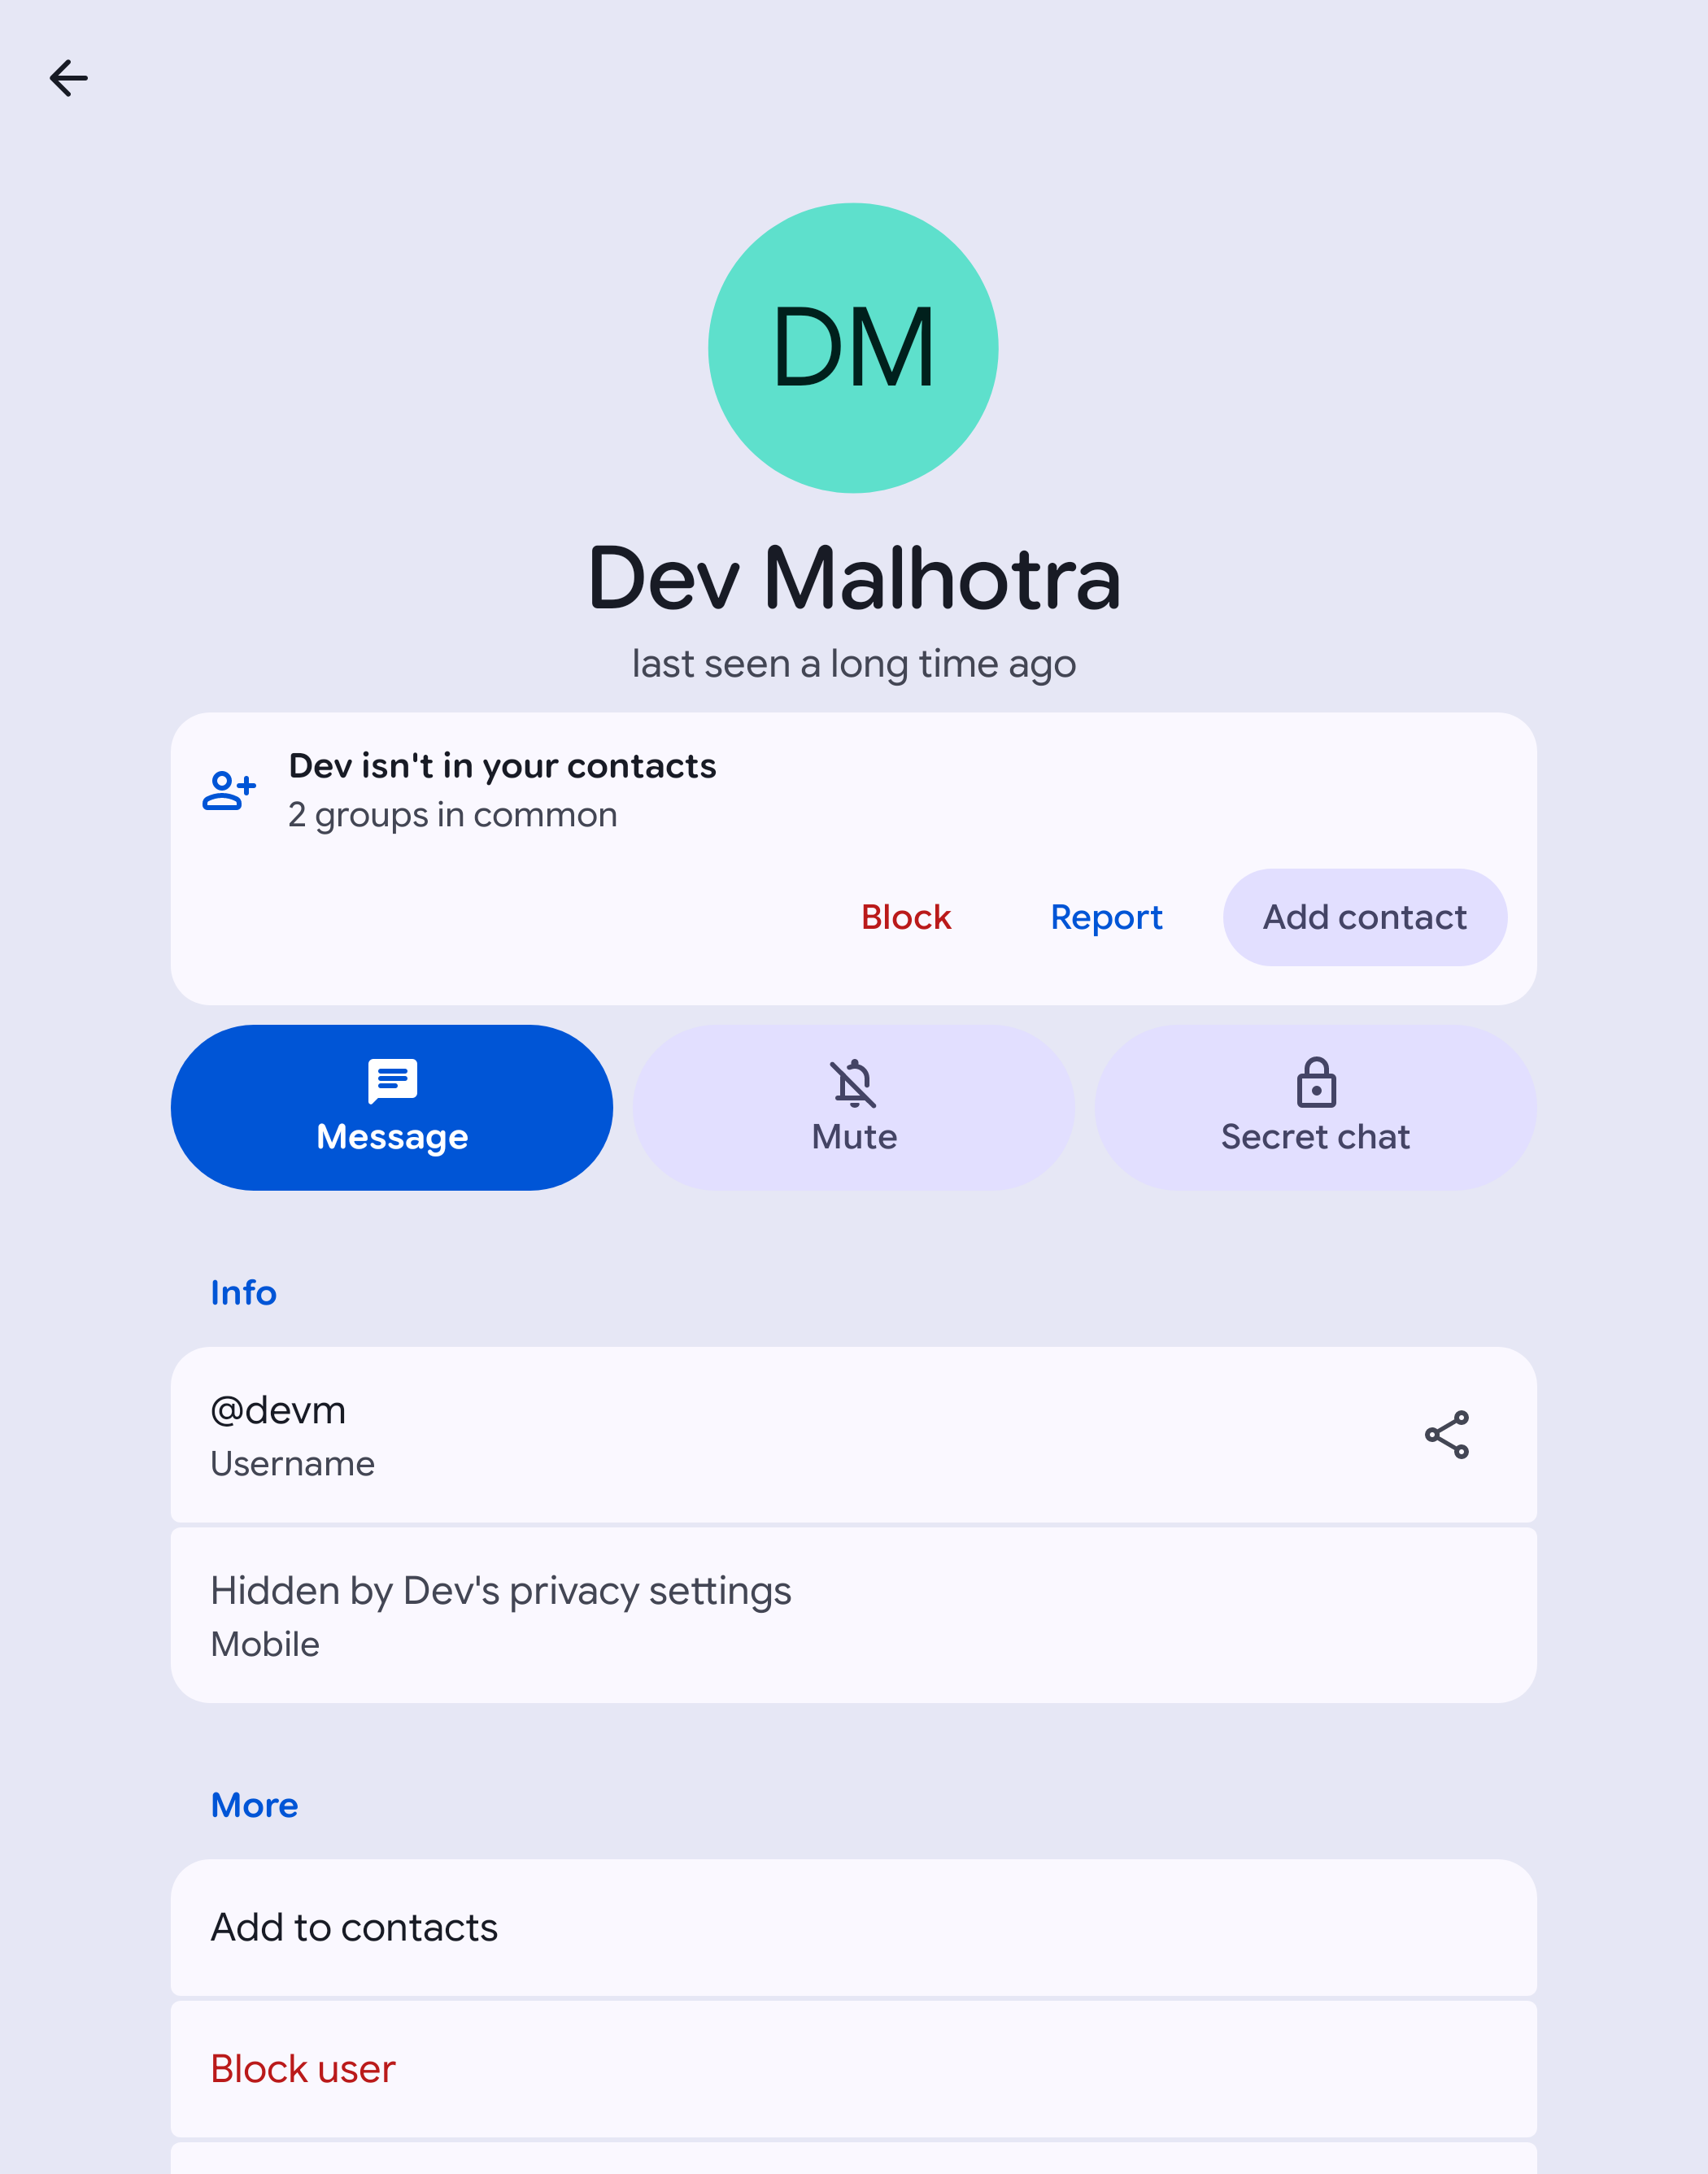 DM
Dev Malhotra
last seen a long time ago
Dev isn't in your contacts
2 groups in common
Block
Report
Add contact
Message
Mute
Secret chat
Info
@devm
Username
Hidden by Dev's privacy settings
Mobile
More
Add to contacts
Block user